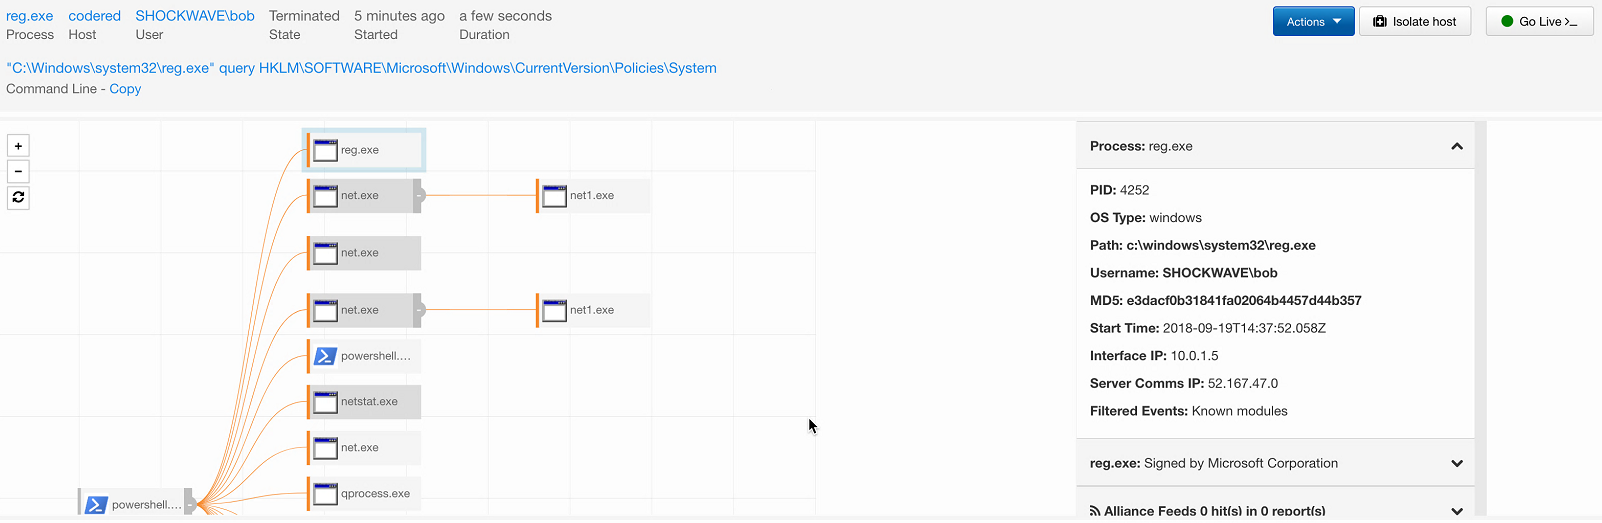 reg.exe codered SHOCKWAVE\bob Terminated 5 minutes ago a few seconds
Process Host User State Started Duration
Actions Isolate host Go Live >_
"C:\Windows\system32\reg.exe" query HKLM\SOFTWARE\Microsoft\Windows\CurrentVersion\Policies\System
Command Line - Copy
+
−
reg.exe
net.exe net1.exe
net.exe
net.exe net1.exe
powershell....
netstat.exe
net.exe
qprocess.exe
powershell....
Process: reg.exe
PID: 4252
OS Type: windows
Path: c:\windows\system32\reg.exe
Username: SHOCKWAVE\bob
MD5: e3dacf0b31841fa02064b4457d44b357
Start Time: 2018-09-19T14:37:52.058Z
Interface IP: 10.0.1.5
Server Comms IP: 52.167.47.0
Filtered Events: Known modules
reg.exe: Signed by Microsoft Corporation
Alliance Feeds 0 hit(s) in 0 report(s)